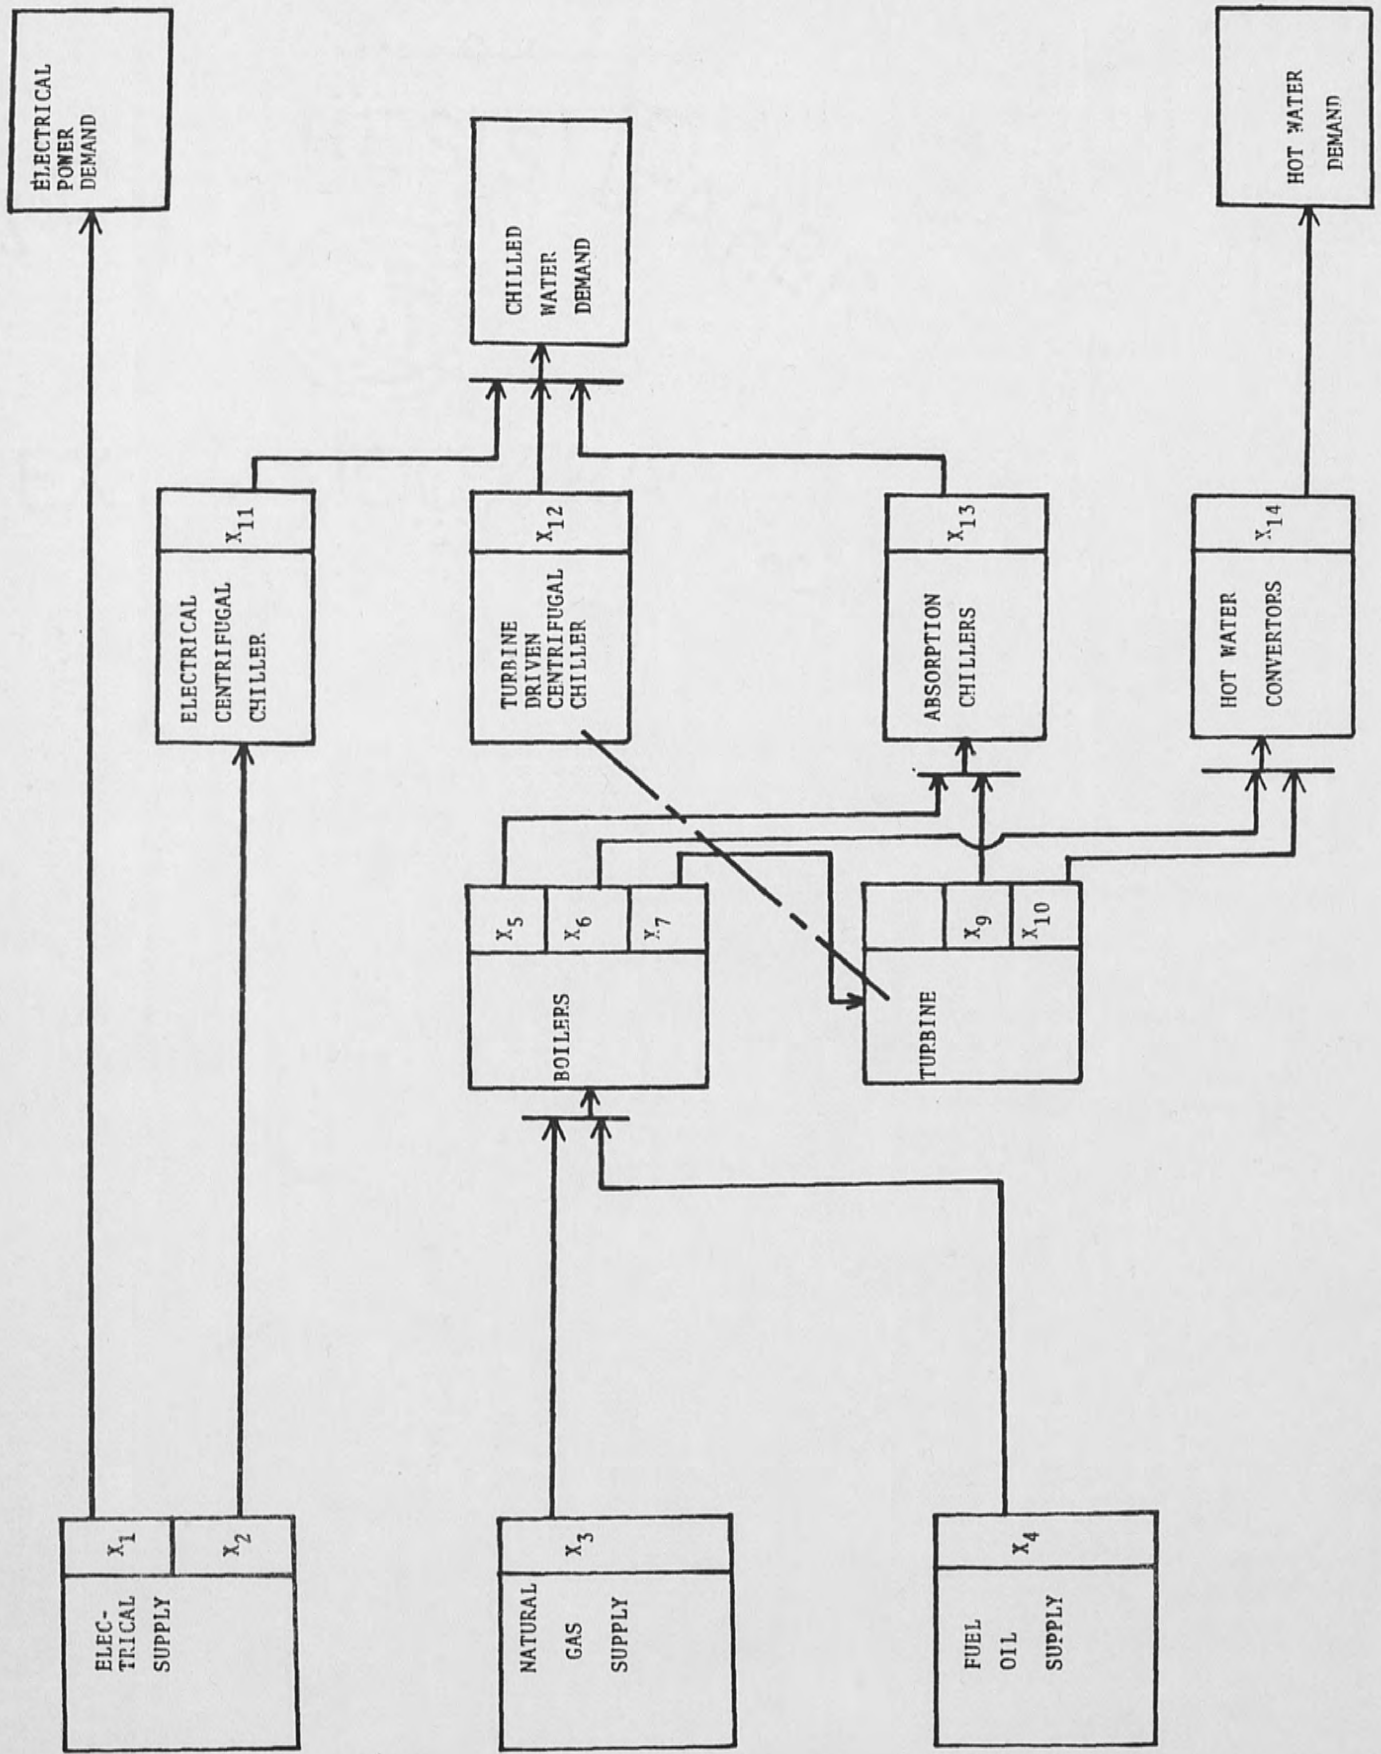 ELECTRICAL
POWER
DEMAND
CHILLED
WATER
DEMAND
HOT WATER
DEMAND
X11
ELECTRICAL
CENTRIFUGAL
CHILLER
X12
TURBINE
DRIVEN
CENTRIFUGAL
CHILLER
X13
ABSORPTION
CHILLERS
X14
HOT WATER
CONVERTORS
X5
X6
X7
BOILERS
X9
X10
TURBINE
X1
X2
ELEC-
TRICAL
SUPPLY
X3
NATURAL
GAS
SUPPLY
X4
FUEL
OIL
SUPPLY